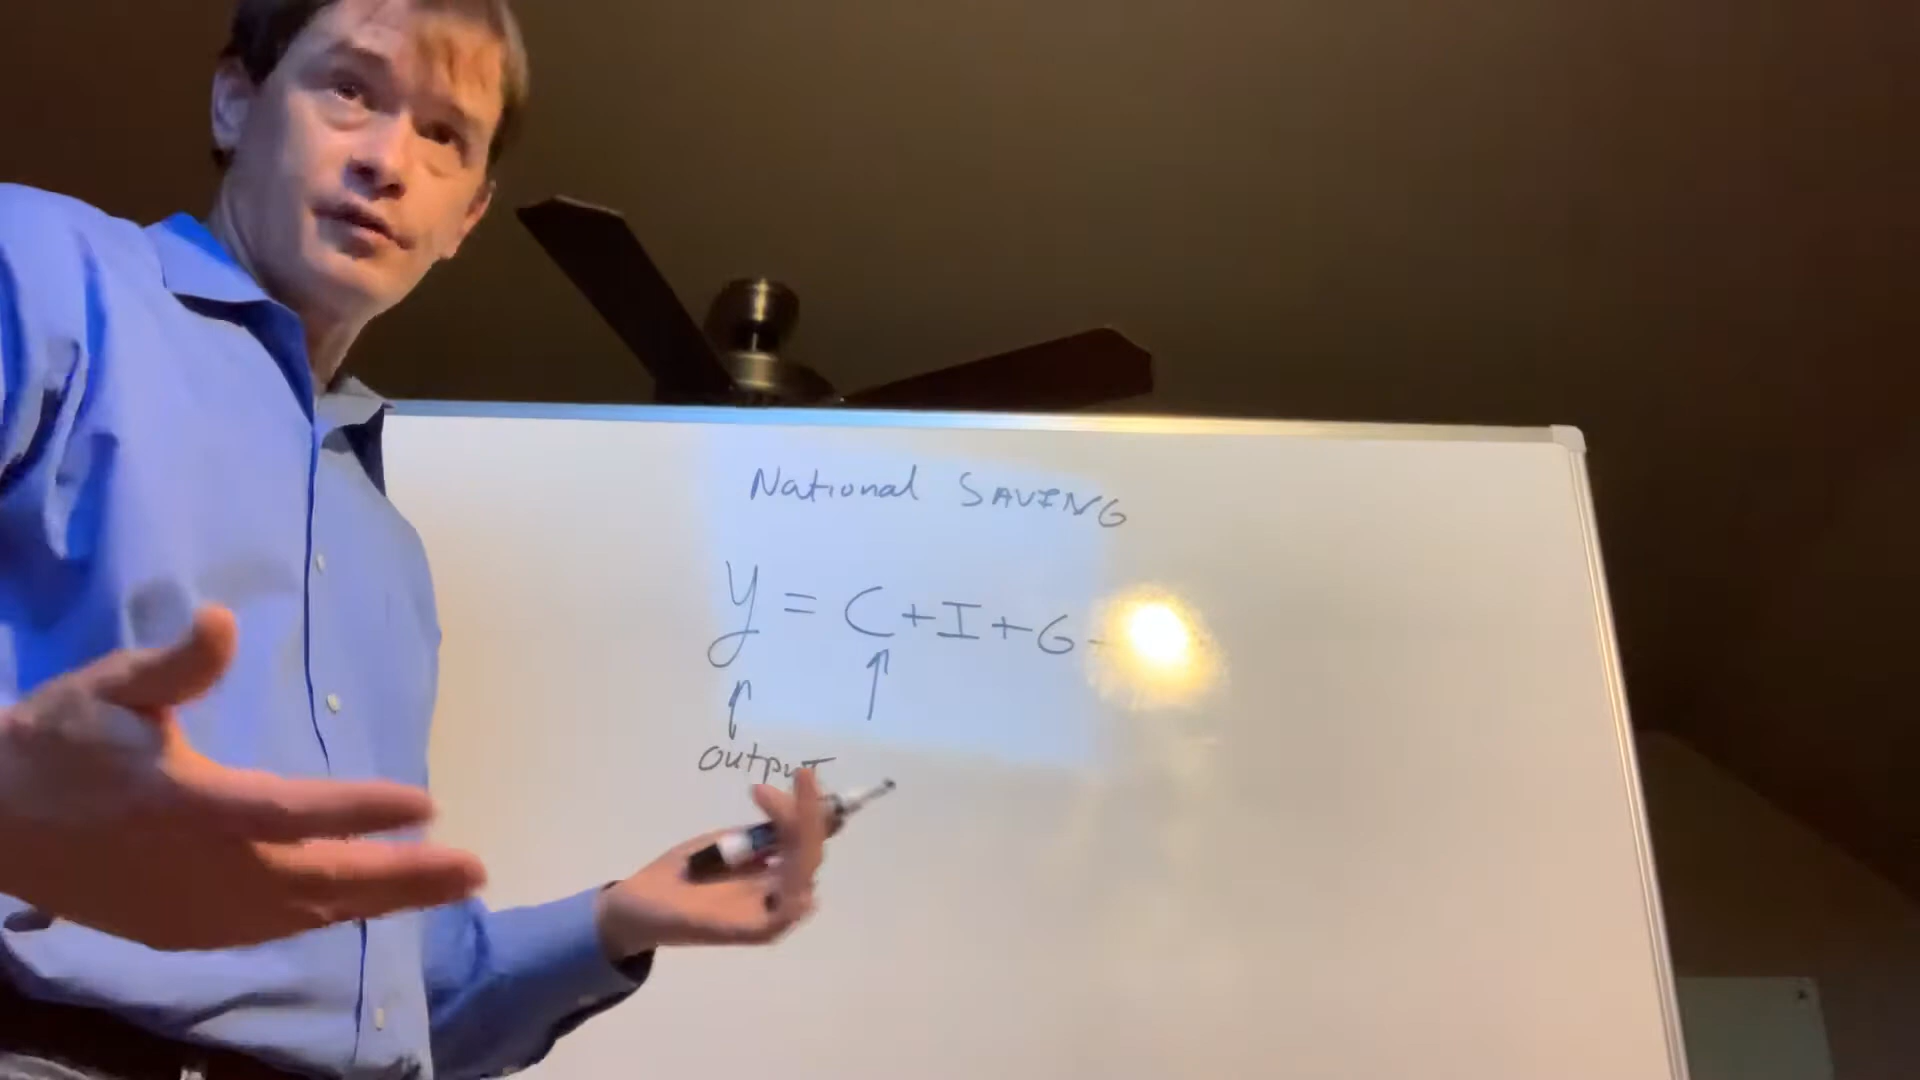 National SAVING
Y = C + I + G
output